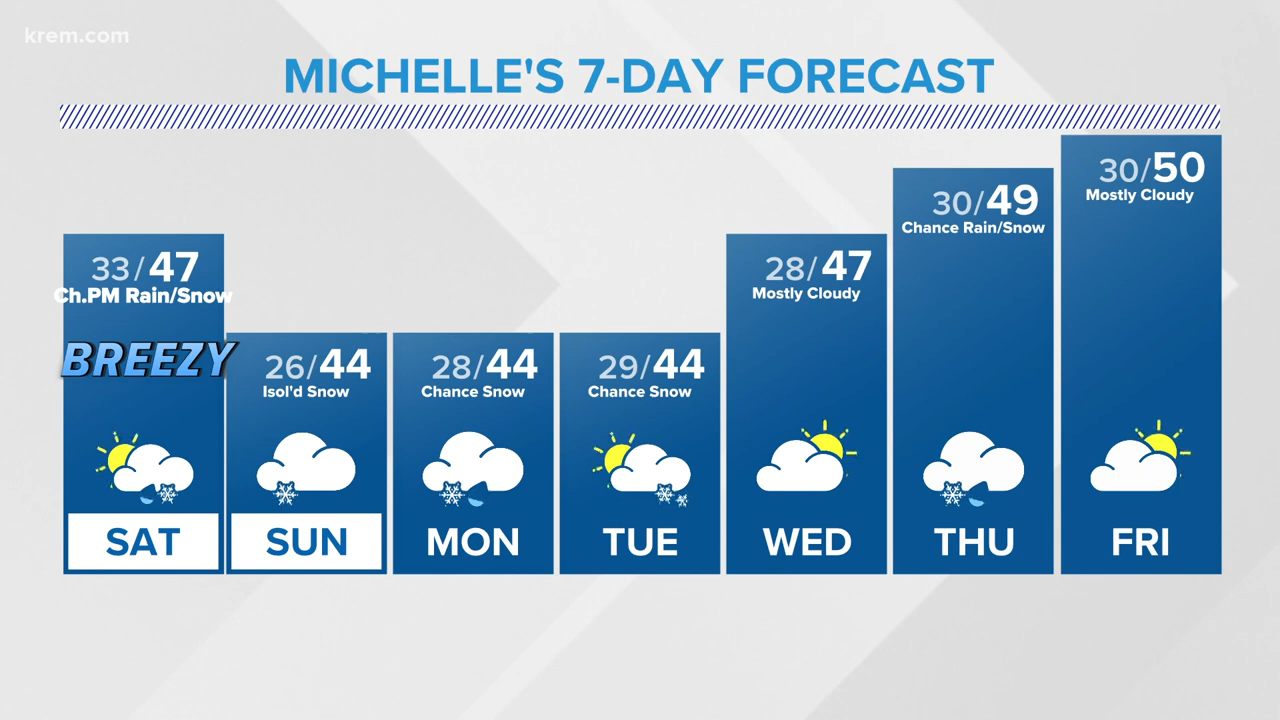 krem.com
MICHELLE'S 7-DAY FORECAST
33/47
Ch.PM Rain/Snow
BREEZY
SAT
26/44
Isol'd Snow
SUN
28/44
Chance Snow
MON
29/44
Chance Snow
TUE
28/47
Mostly Cloudy
WED
30/49
Chance Rain/Snow
THU
30/50
Mostly Cloudy
FRI